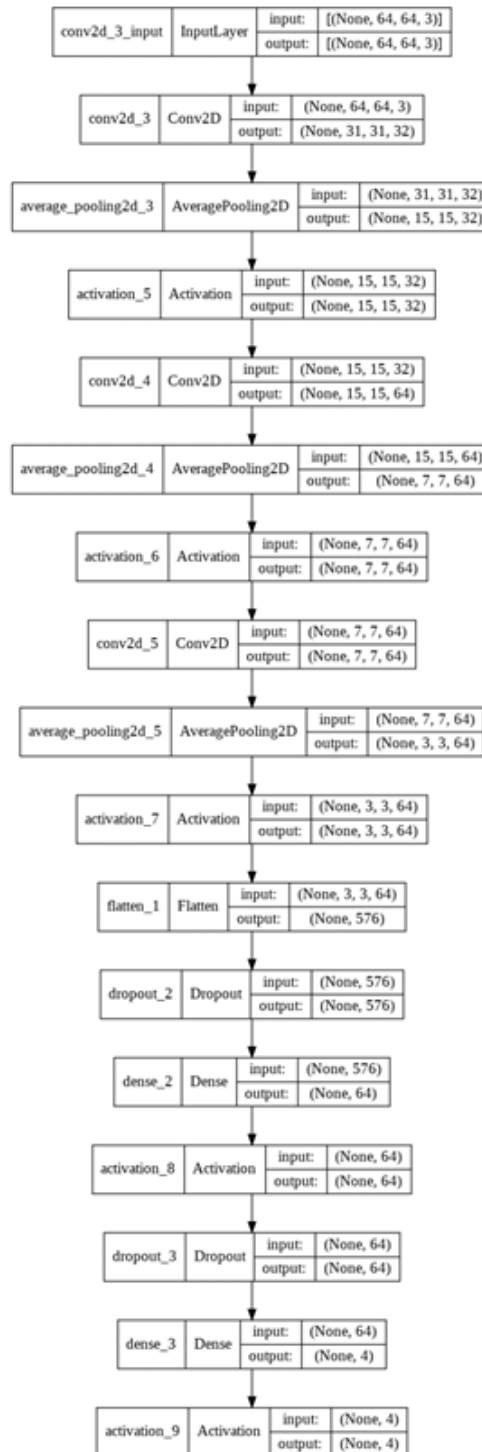 conv2d_3_input InputLayer input: [(None, 64, 64, 3)]
output: [(None, 64, 64, 3)]
conv2d_3 Conv2D input: (None, 64, 64, 3)
output: (None, 31, 31, 32)
average_pooling2d_3 AveragePooling2D input: (None, 31, 31, 32)
output: (None, 15, 15, 32)
activation_5 Activation input: (None, 15, 15, 32)
output: (None, 15, 15, 32)
conv2d_4 Conv2D input: (None, 15, 15, 32)
output: (None, 15, 15, 64)
average_pooling2d_4 AveragePooling2D input: (None, 15, 15, 64)
output: (None, 7, 7, 64)
activation_6 Activation input: (None, 7, 7, 64)
output: (None, 7, 7, 64)
conv2d_5 Conv2D input: (None, 7, 7, 64)
output: (None, 7, 7, 64)
average_pooling2d_5 AveragePooling2D input: (None, 7, 7, 64)
output: (None, 3, 3, 64)
activation_7 Activation input: (None, 3, 3, 64)
output: (None, 3, 3, 64)
flatten_1 Flatten input: (None, 3, 3, 64)
output: (None, 576)
dropout_2 Dropout input: (None, 576)
output: (None, 576)
dense_2 Dense input: (None, 576)
output: (None, 64)
activation_8 Activation input: (None, 64)
output: (None, 64)
dropout_3 Dropout input: (None, 64)
output: (None, 64)
dense_3 Dense input: (None, 64)
output: (None, 4)
activation_9 Activation input: (None, 4)
output: (None, 4)